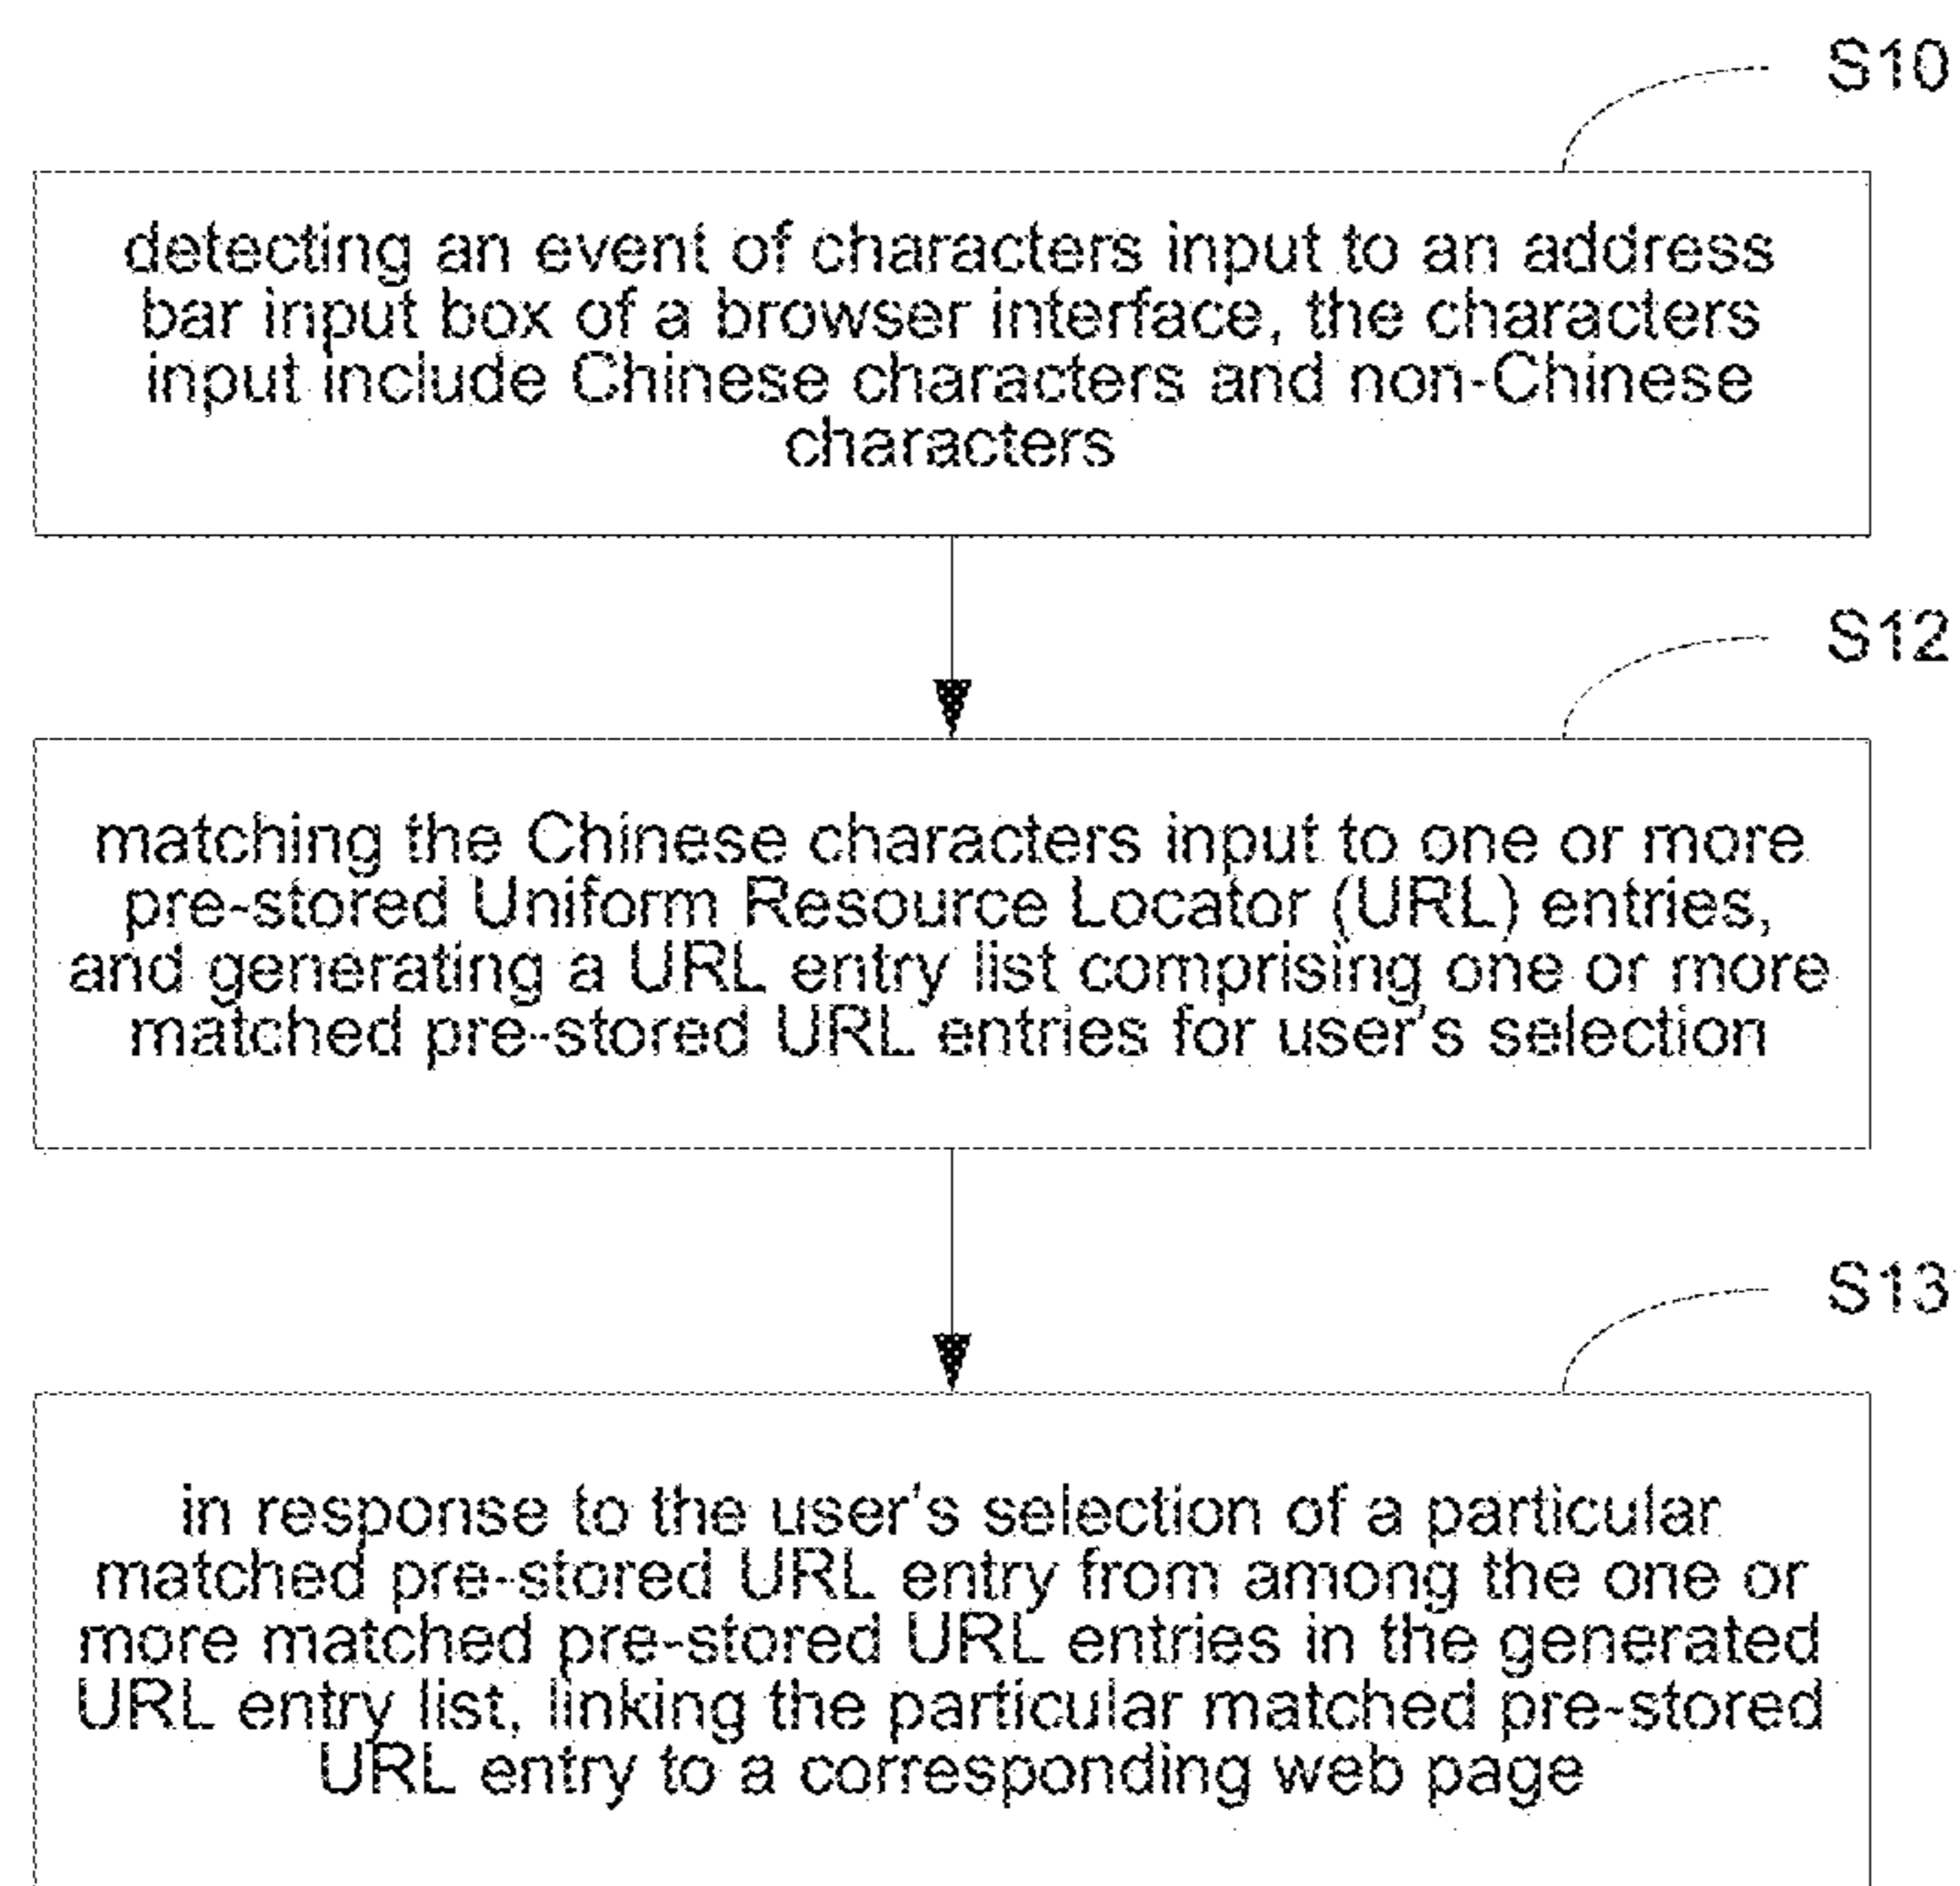 S10
detecting an event of characters input to an address
bar input box of a browser interface, the characters
input include Chinese characters and non-Chinese
characters
S12
matching the Chinese characters input to one or more
pre-stored Uniform Resource Locator (URL) entries,
and generating a URL entry list comprising one or more
matched pre-stored URL entries for user's selection
S13
in response to the user's selection of a particular
matched pre-stored URL entry from among the one or
more matched pre-stored URL entries in the generated
URL entry list, linking the particular matched pre-stored
URL entry to a corresponding web page